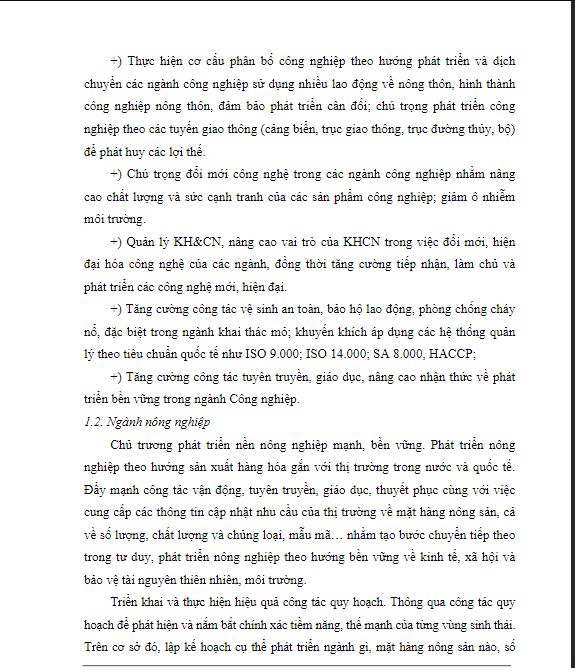 +) Thực hiện cơ cấu phân bố công nghiệp theo hướng phát triển và dịch
chuyển các ngành công nghiệp sử dụng nhiều lao động về nông thôn, hình thành
công nghiệp nông thôn, đảm bảo phát triển cân đối; chú trọng phát triển công
nghiệp theo các tuyến giao thông (cảng biển, trục giao thông, trục đường thủy, bộ)
để phát huy các lợi thế.
+) Chú trọng đổi mới công nghệ trong các ngành công nghiệp nhằm nâng
cao chất lượng và sức cạnh tranh của các sản phẩm công nghiệp; giảm ô nhiễm
môi trường.
+) Quản lý KH&CN, nâng cao vai trò của KHCN trong việc đổi mới, hiện
đại hóa công nghệ của các ngành, đồng thời tăng cường tiếp nhận, làm chủ và
phát triển các công nghệ mới, hiện đại.
+) Tăng cường công tác vệ sinh an toàn, bảo hộ lao động, phòng chống cháy
nổ, đặc biệt trong ngành khai thác mỏ; khuyến khích áp dụng các hệ thống quản
lý theo tiêu chuẩn quốc tế như ISO 9.000; ISO 14.000; SA 8.000, HACCP;
+) Tăng cường công tác tuyên truyền, giáo dục, nâng cao nhận thức về phát
triển bền vững trong ngành Công nghiệp.
1.2. Ngành nông nghiệp
Chủ trương phát triển nền nông nghiệp mạnh, bền vững. Phát triển nông
nghiệp theo hướng sản xuất hàng hóa gắn với thị trường trong nước và quốc tế.
Đẩy mạnh công tác vận động, tuyên truyền, giáo dục, thuyết phục cùng với việc
cung cấp các thông tin cập nhật nhu cầu của thị trường về mặt hàng nông sản, cả
về số lượng, chất lượng và chủng loại, mẫu mã… nhằm tạo bước chuyển tiếp theo
trong tư duy, phát triển nông nghiệp theo hướng bền vững về kinh tế, xã hội và
bảo vệ tài nguyên thiên nhiên, môi trường.
Triển khai và thực hiện hiệu quả công tác quy hoạch. Thông qua công tác quy
hoạch để phát hiện và nắm bắt chính xác tiềm năng, thế mạnh của từng vùng sinh thái.
Trên cơ sở đó, lập kế hoạch cụ thể phát triển ngành gì, mặt hàng nông sản nào, số